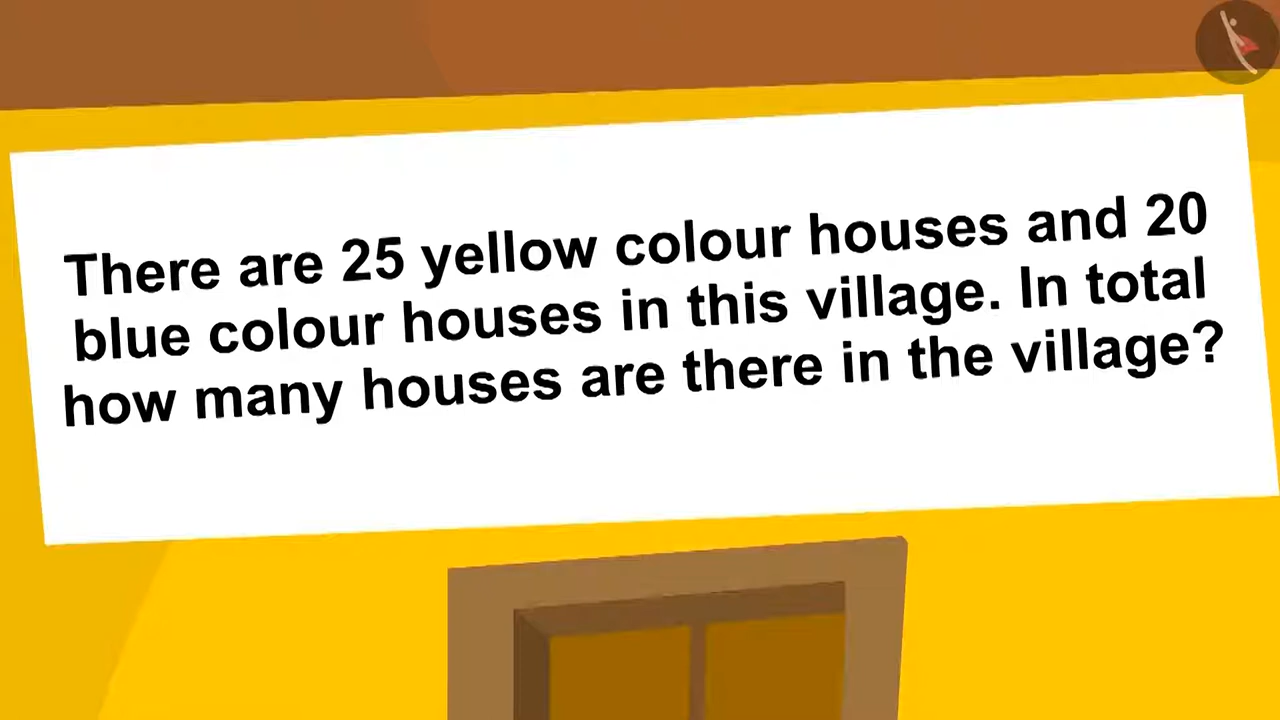 There are 25 yellow colour houses and 20
blue colour houses in this village. In total
how many houses are there in the village?